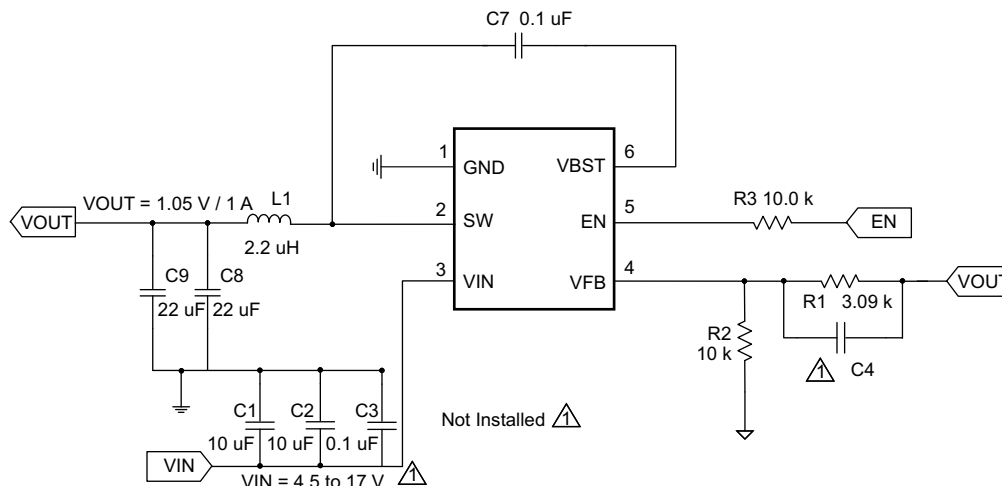 C7 0.1 uF
1
GND
VBST
6
VOUT
VOUT = 1.05 V / 1 A
L1
2.2 uH
2
SW
EN
5
R3 10.0 k
EN
3
VIN
VFB
4
VOUT
C9
22 uF
C8
22 uF
R1 3.09 k
R2
10 k
1
C4
C1
10 uF
C2
10 uF
C3
0.1 uF
Not Installed 1
VIN
VIN = 4.5 to 17 V
1